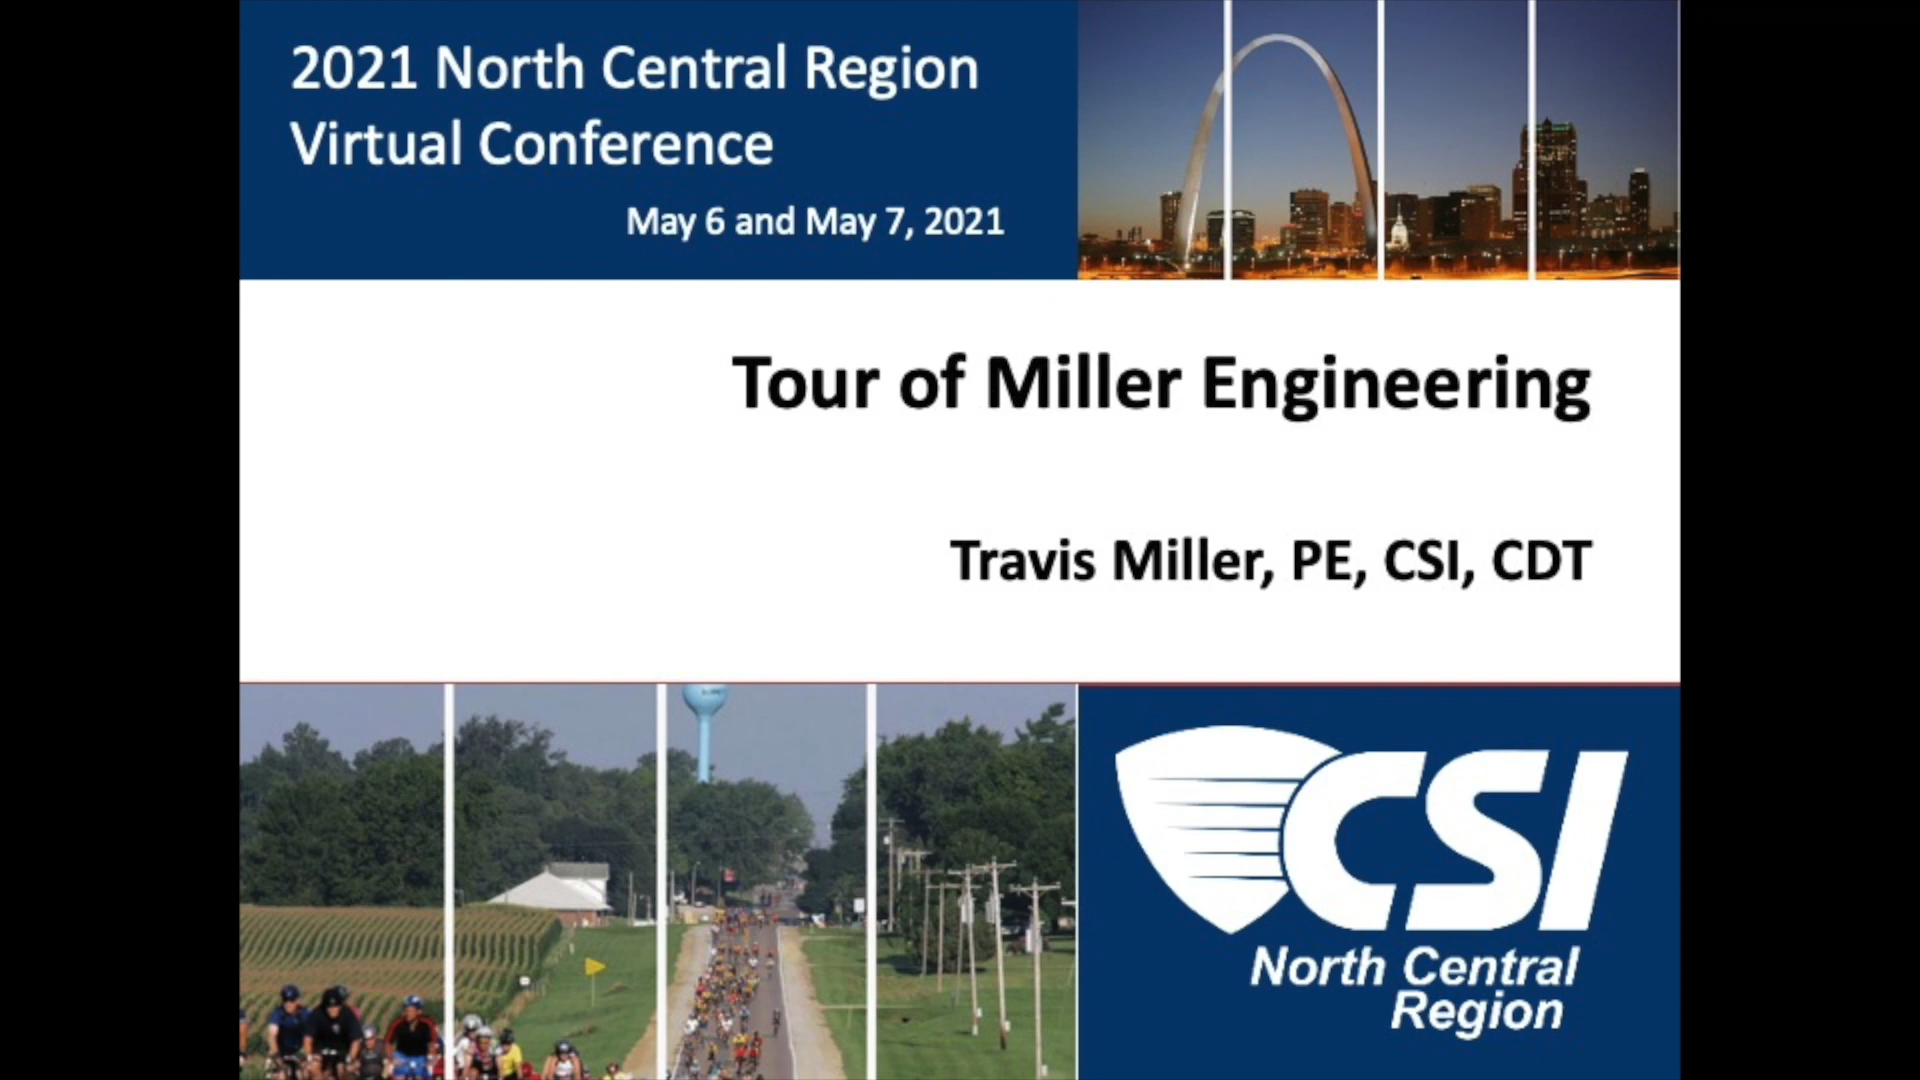 2021 North Central Region
Virtual Conference
May 6 and May 7, 2021
Tour of Miller Engineering
Travis Miller, PE, CSI, CDT
CSI
North Central
Region